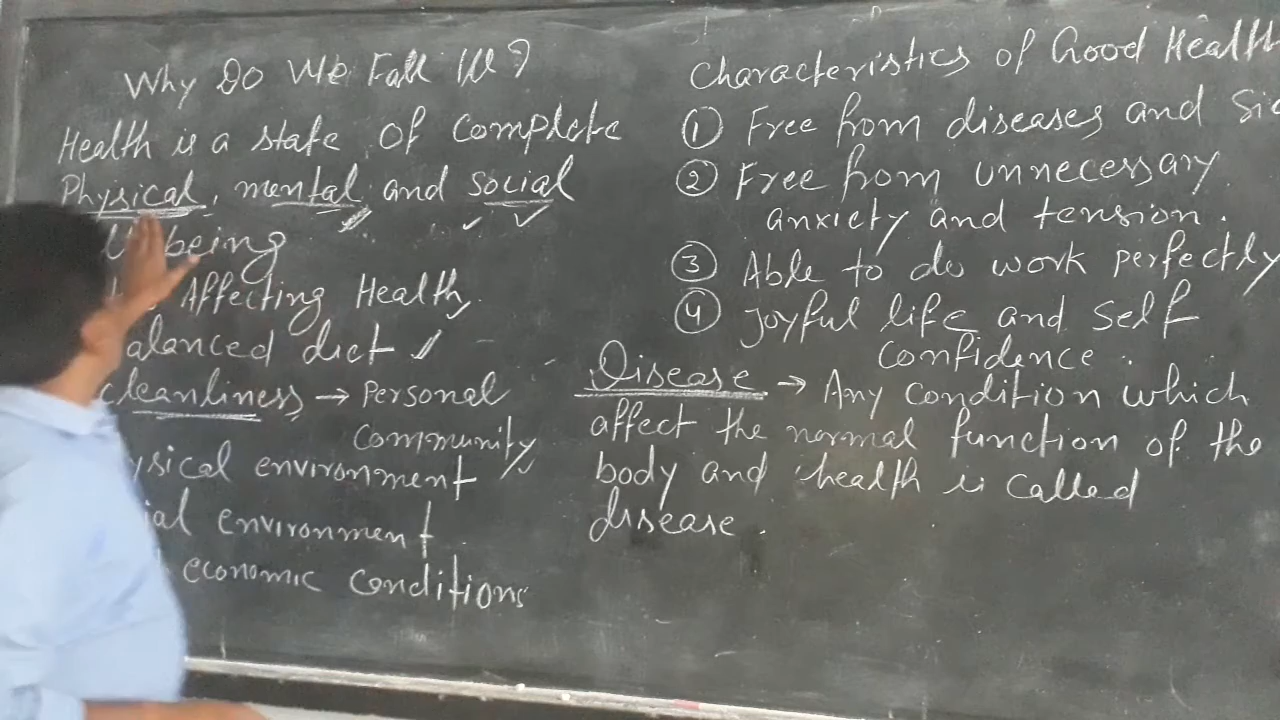 Why Do We Fall Ill?
Health is a state of complete
Physical, mental and social
being
Affecting Health
alanced diet
cleanliness → Personal
Community
ysical environment
ial environment
economic conditions
Characteristics of Good Health
① Free from diseases and Si
② Free from unnecessary
anxiety and tension.
③ Able to do work perfectly
④ Joyful life and Self
Confidence.
Disease → Any Condition which
affect the normal function of the
body and health is called
disease.